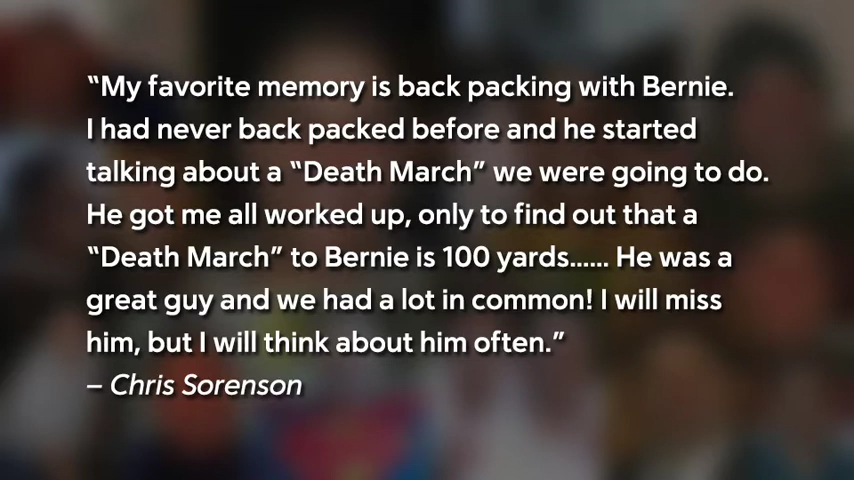 “My favorite memory is back packing with Bernie.
I had never back packed before and he started
talking about a “Death March” we were going to do.
He got me all worked up, only to find out that a
“Death March” to Bernie is 100 yards...... He was a
great guy and we had a lot in common! I will miss
him, but I will think about him often.”
– Chris Sorenson